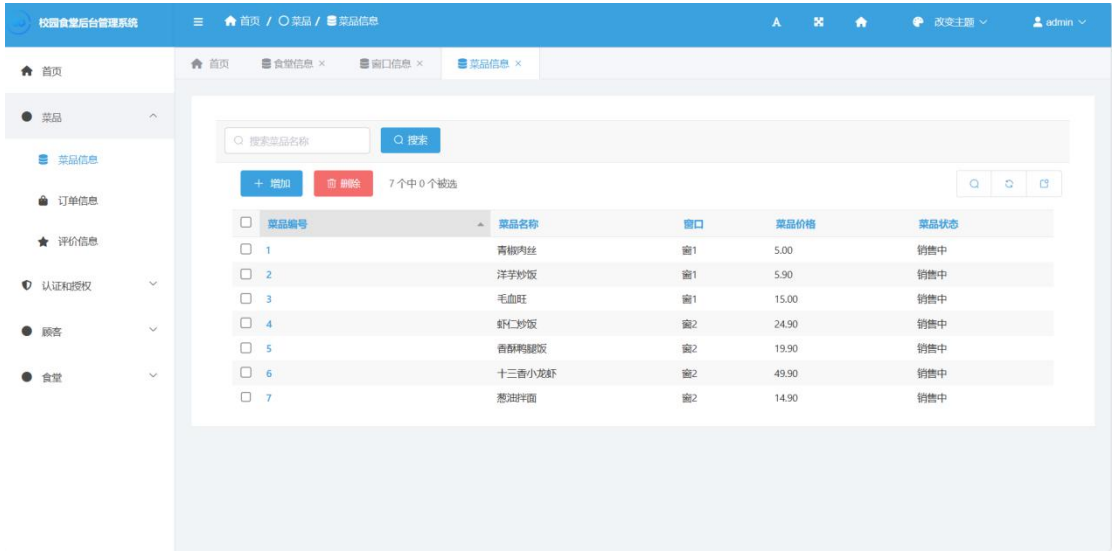 校园食堂后台管理系统
首页 / 菜品 / 菜品信息
A 改变主题 admin
首页
首页 食堂信息 × 窗口信息 × 菜品信息 ×
菜品
搜索菜品名称 搜索
菜品信息
+ 增加 删除 7 个中 0 个被选
订单信息
评价信息
认证和授权
顾客
食堂
菜品编号 菜品名称 窗口 菜品价格 菜品状态
1 青椒肉丝 窗1 5.00 销售中
2 洋芋炒饭 窗1 5.90 销售中
3 毛血旺 窗1 15.00 销售中
4 虾仁炒饭 窗2 24.90 销售中
5 香酥鸭腿饭 窗2 19.90 销售中
6 十三香小龙虾 窗2 49.90 销售中
7 葱油拌面 窗2 14.90 销售中